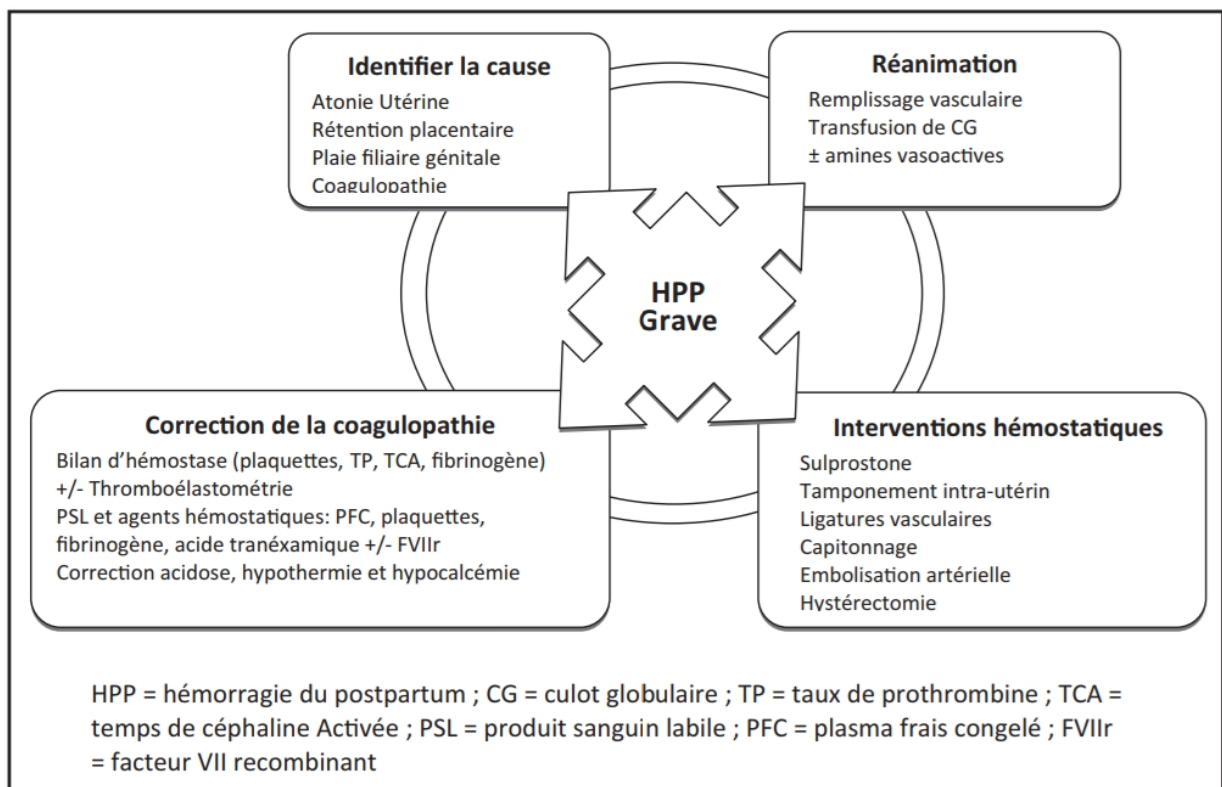 Identifier la cause
Atonie Utérine
Rétention placentaire
Plaie filiaire génitale
Coagulopathie
Réanimation
Remplissage vasculaire
Transfusion de CG
± amines vasoactives
HPP
Grave
Correction de la coagulopathie
Bilan d’hémostase (plaquettes, TP, TCA, fibrinogène)
+/- Thromboélastométrie
PSL et agents hémostatiques: PFC, plaquettes,
fibrinogène, acide tranéxamique +/- FVIIr
Correction acidose, hypothermie et hypocalcémie
Interventions hémostatiques
Sulprostone
Tamponement intra-utérin
Ligatures vasculaires
Capitonnage
Embolisation artérielle
Hystérectomie
HPP = hémorragie du postpartum ; CG = culot globulaire ; TP = taux de prothrombine ; TCA =
temps de céphaline Activée ; PSL = produit sanguin labile ; PFC = plasma frais congelé ; FVIIr
= facteur VII recombinant